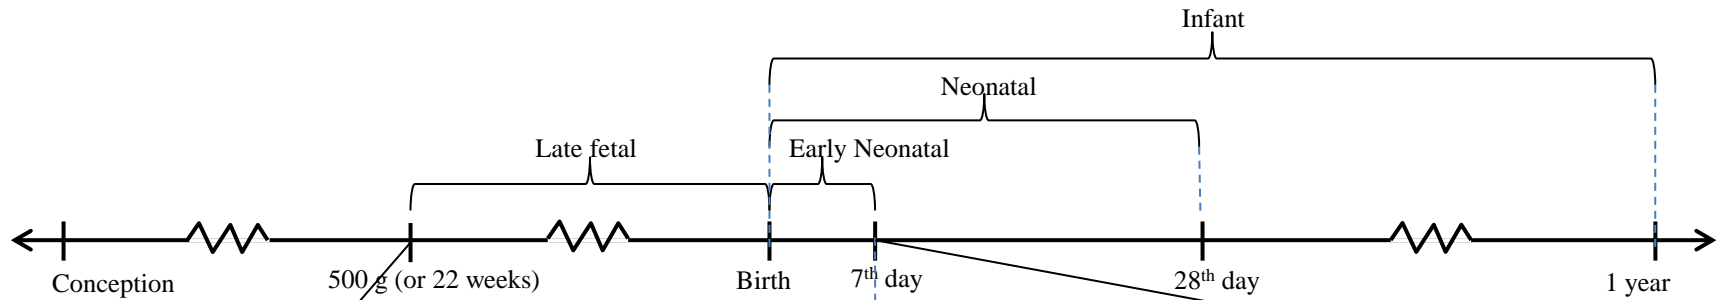 Infant
Neonatal
Late fetal
Early Neonatal
Conception
500 g (or 22 weeks)
Birth
7th day
28th day
1 year